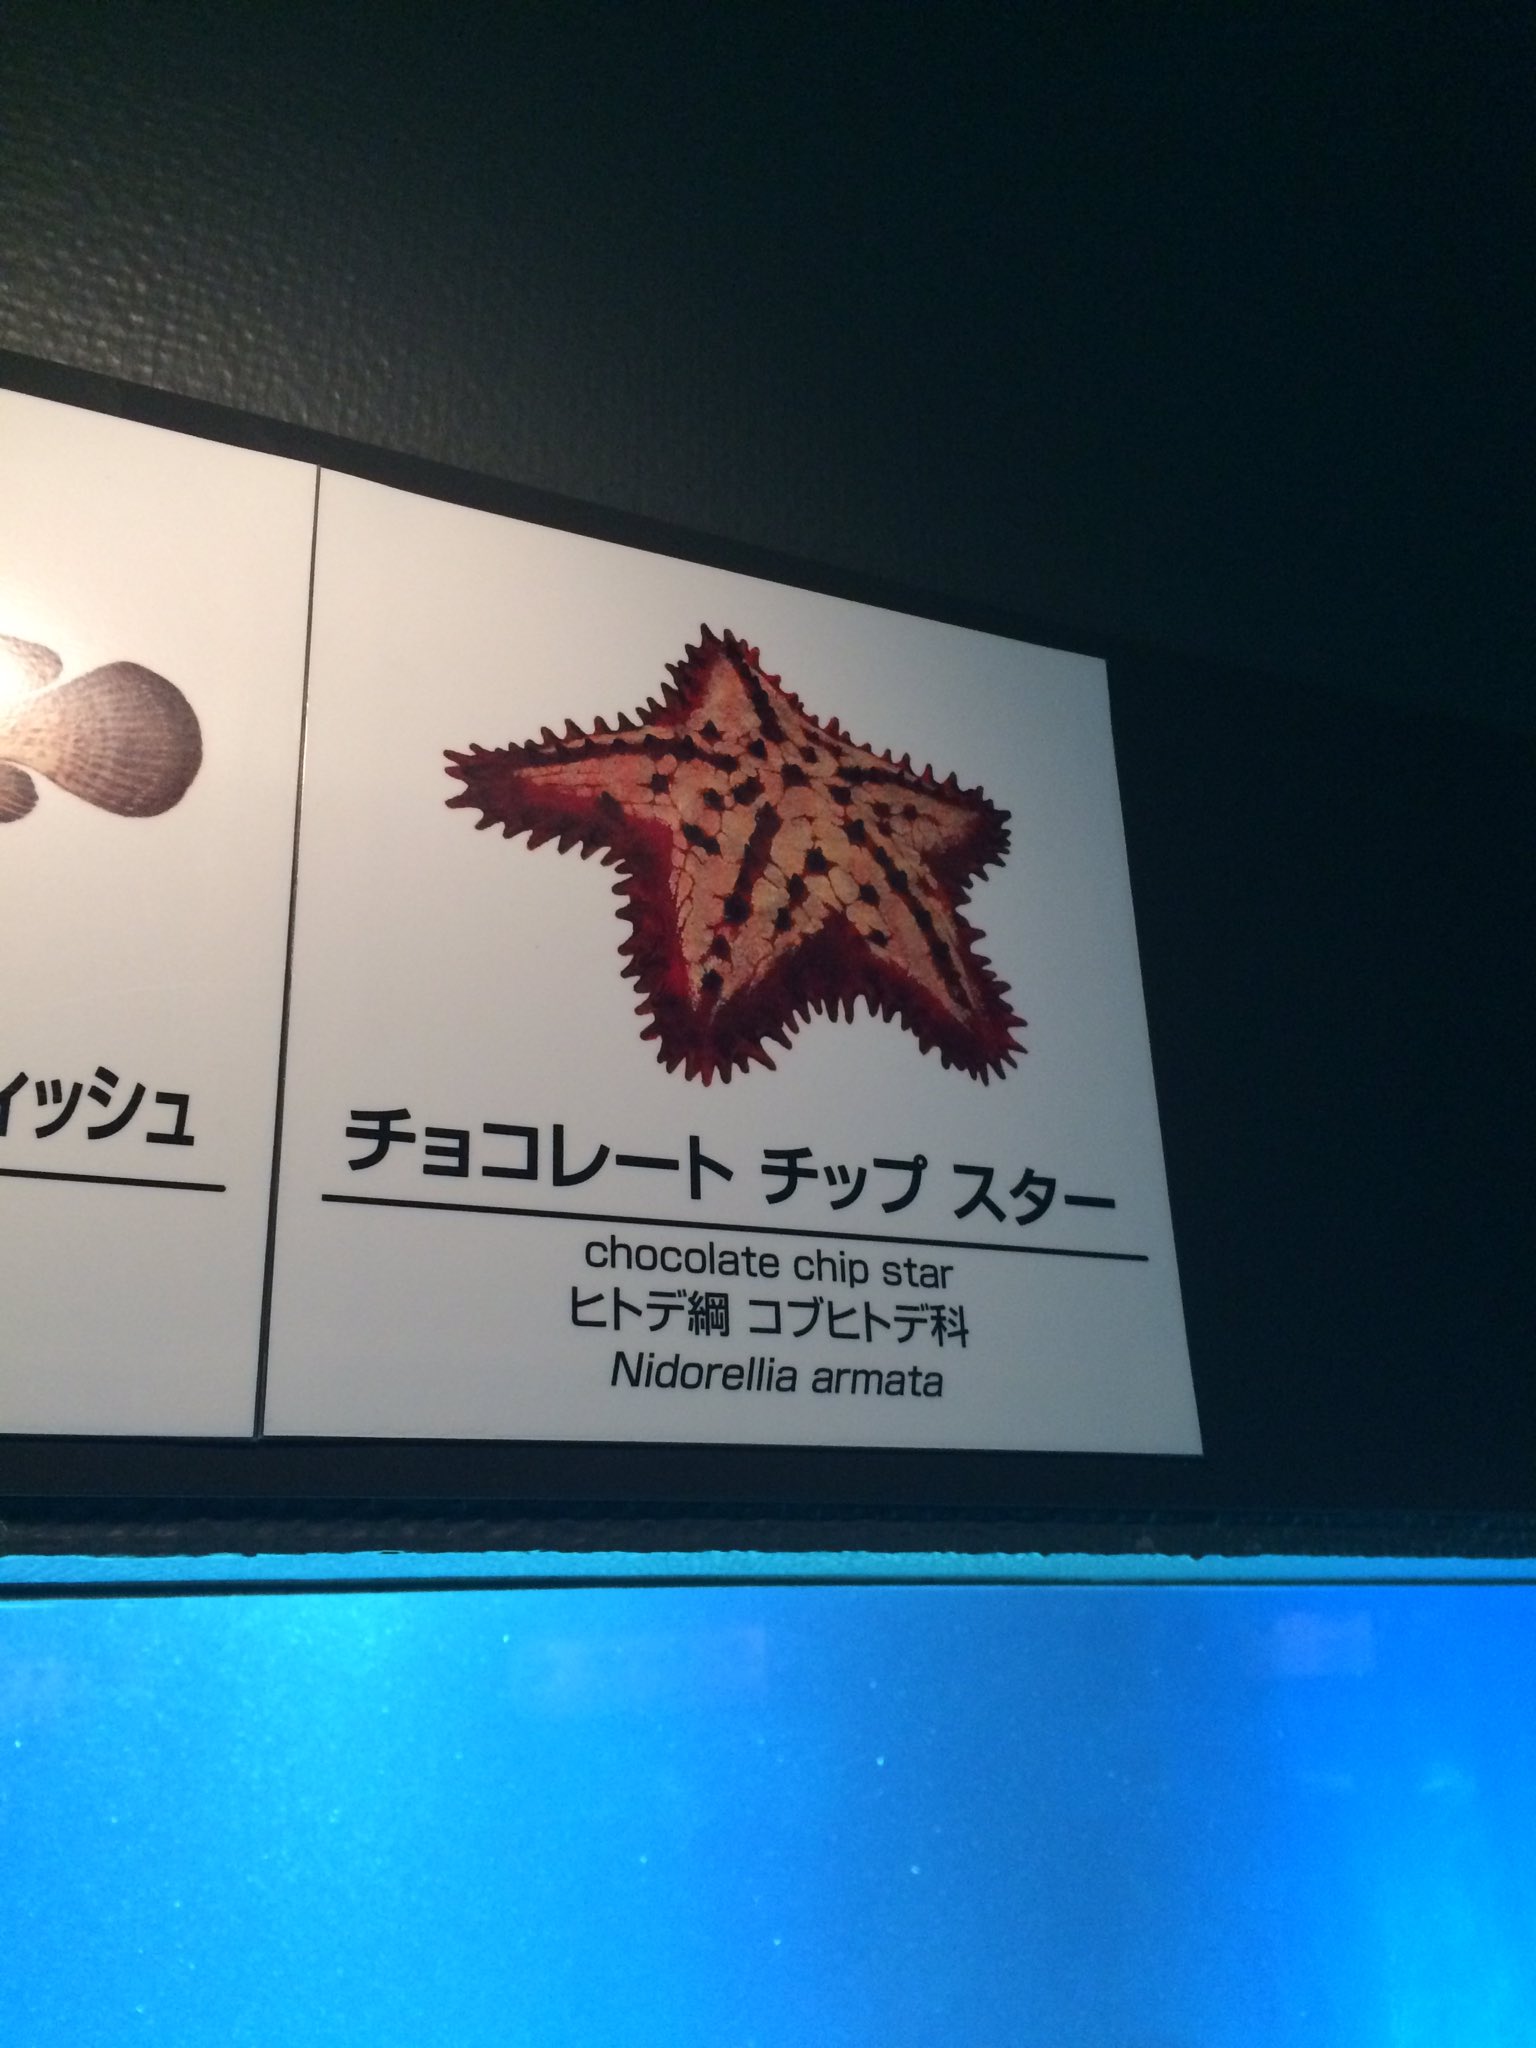 ィッシュ
チョコレート チップ スター
chocolate chip star
ヒトデ綱 コブヒトデ科
Nidorellia armata